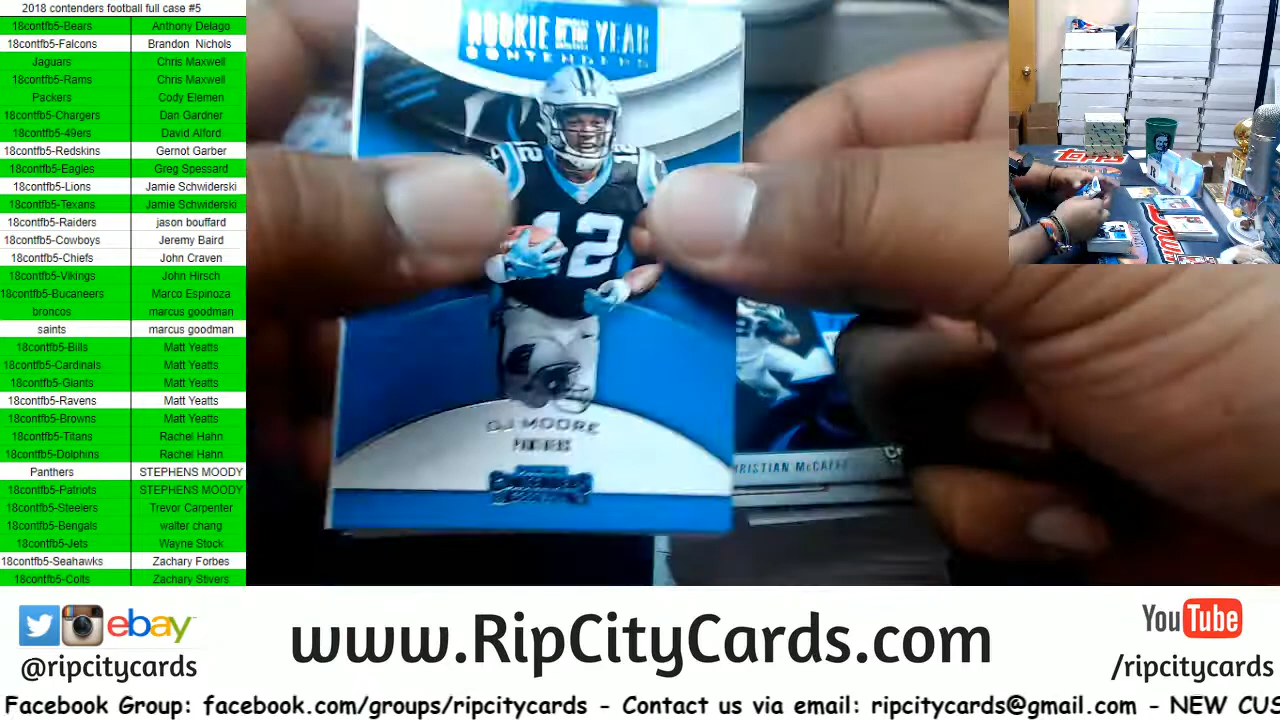 2018 contenders football full case #5
18contfb5-Bears Anthony Delago
18contfb5-Falcons Brandon Nichols
Jaguars Chris Maxwell
18contfb5-Rams Chris Maxwell
Packers Cody Elemen
18contfb5-Chargers Dan Gardner
18contfb5-49ers David Alford
18contfb5-Redskins Gernot Garber
18contfb5-Eagles Greg Spessard
18contfb5-Lions Jamie Schwiderski
18contfb5-Texans Jamie Schwiderski
18contfb5-Raiders jason bouffard
18contfb5-Cowboys Jeremy Baird
18contfb5-Chiefs John Craven
18contfb5-Vikings John Hirsch
18contfb5-Bucaneers Marco Espinoza
broncos marcus goodman
saints marcus goodman
18contfb5-Bills Matt Yeatts
18contfb5-Cardinals Matt Yeatts
18contfb5-Giants Matt Yeatts
18contfb5-Ravens Matt Yeatts
18contfb5-Browns Matt Yeatts
18contfb5-Titans Rachel Hahn
18contfb5-Dolphins Rachel Hahn
Panthers STEPHENS MOODY
18contfb5-Patriots STEPHENS MOODY
18contfb5-Steelers Trevor Carpenter
18contfb5-Bengals walter chang
18contfb5-Jets Wayne Stock
18contfb5-Seahawks Zachary Forbes
18contfb5-Colts Zachary Stivers
ROOKIE OF THE YEAR
CONTENDERS
12
12
DJ MOORE
PANTHERS
CHRISTIAN McCAFF
topps
ebay
@ripcitycards
www.RipCityCards.com
YouTube
/ripcitycards
Facebook Group: facebook.com/groups/ripcitycards - Contact us via email: ripcitycards@gmail.com - NEW CUS